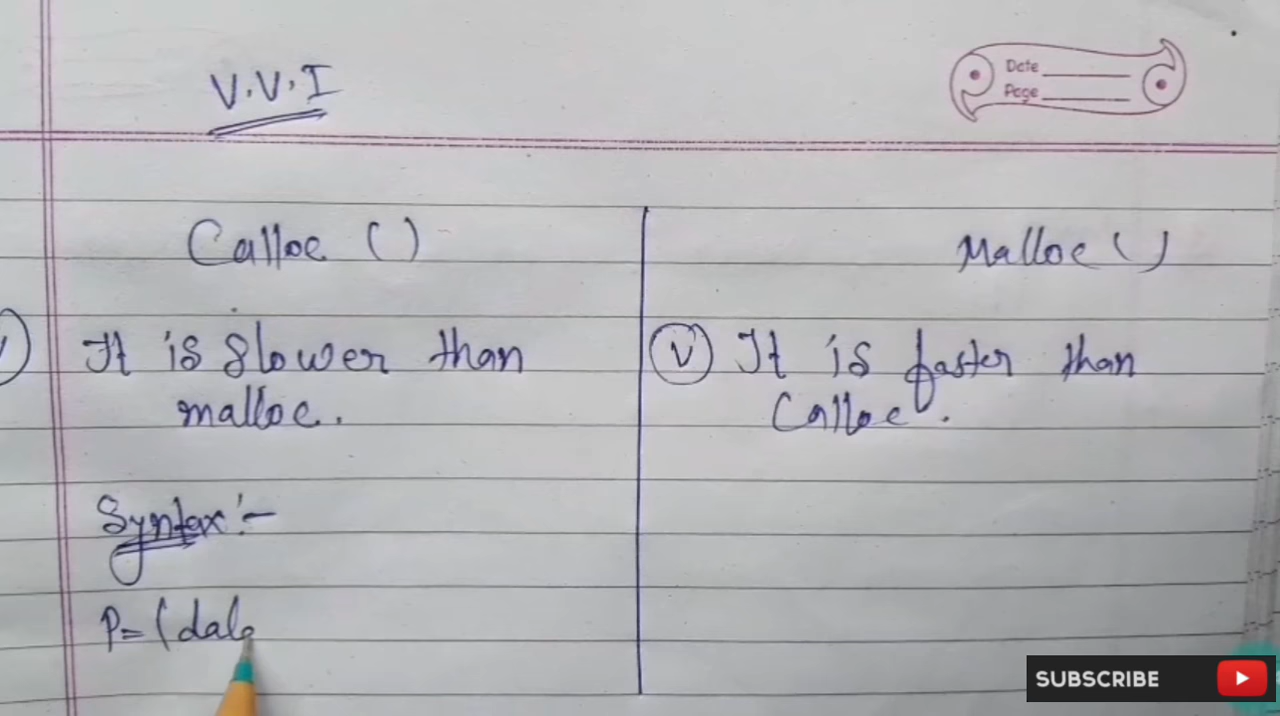 V.V.I
Date
Page
Calloc ()
Malloc ()
It is slower than
malloc.
(V) It is faster than
Calloc.
Syntax:-
P=(data
SUBSCRIBE